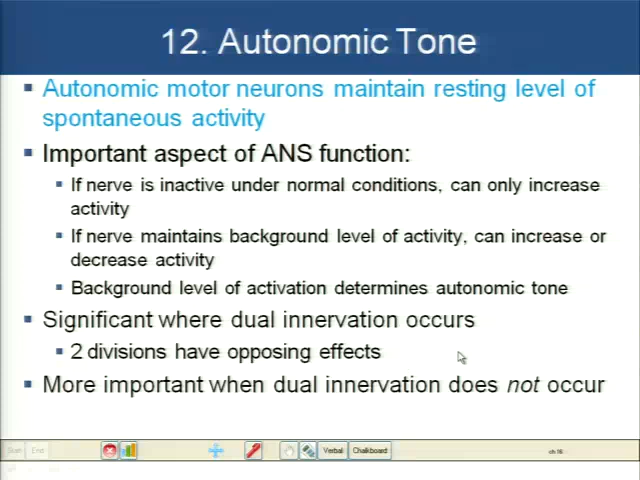 12. Autonomic Tone
Autonomic motor neurons maintain resting level of
spontaneous activity
Important aspect of ANS function:
If nerve is inactive under normal conditions, can only increase
activity
If nerve maintains background level of activity, can increase or
decrease activity
Background level of activation determines autonomic tone
Significant where dual innervation occurs
2 divisions have opposing effects
More important when dual innervation does not occur
Start End Verbal Chalkboard ch 16